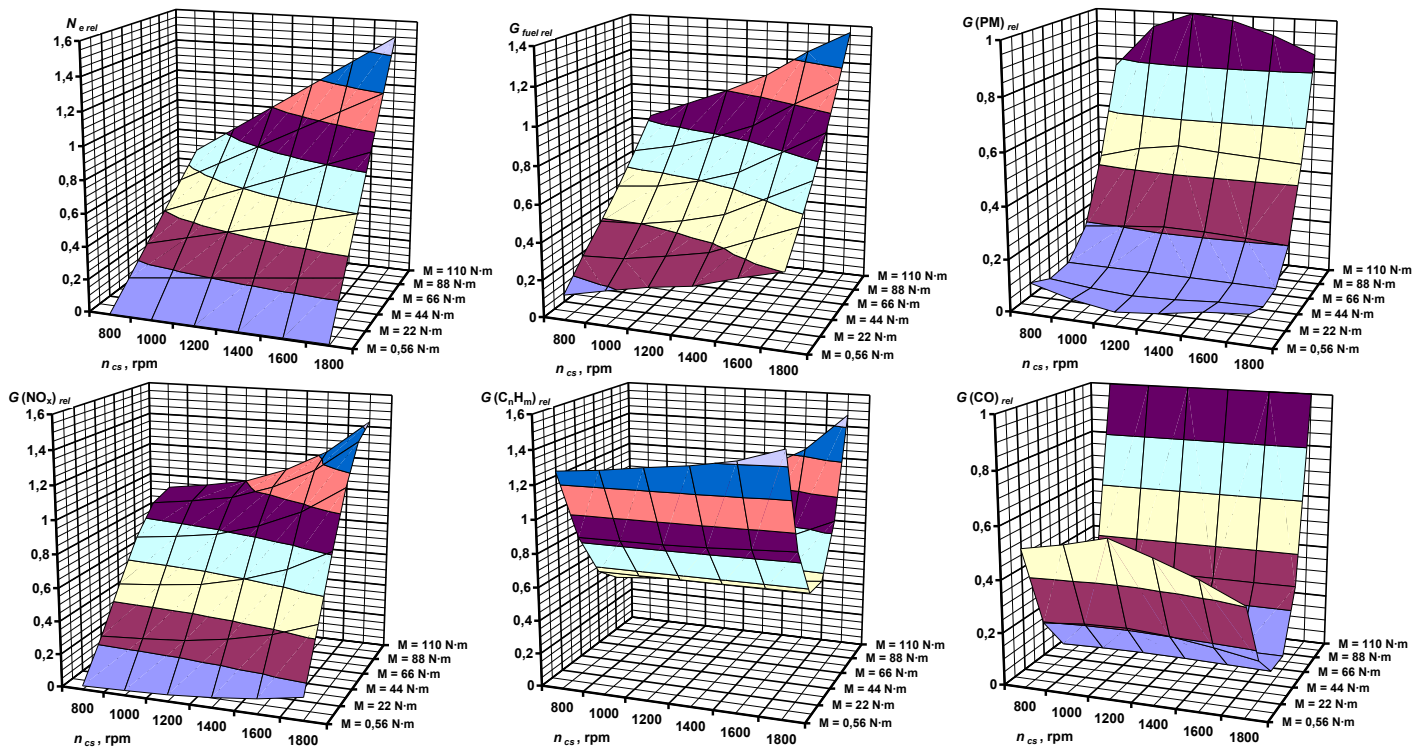 N e rel
1,6
1,4
1,2
1
0,8
0,6
0,4
0,2
0
800
1000
1200
1400
1600
1800
n cs , rpm
M = 110 N·m
M = 88 N·m
M = 66 N·m
M = 44 N·m
M = 22 N·m
M = 0,56 N·m
G fuel rel
1,4
1,2
1
0,8
0,6
0,4
0,2
0
800
1000
1200
1400
1600
1800
n cs , rpm
M = 110 N·m
M = 88 N·m
M = 66 N·m
M = 44 N·m
M = 22 N·m
M = 0,56 N·m
G (PM) rel
1
0,8
0,6
0,4
0,2
0
800
1000
1200
1400
1600
1800
n cs , rpm
M = 110 N·m
M = 88 N·m
M = 66 N·m
M = 44 N·m
M = 22 N·m
M = 0,56 N·m
G (NOx) rel
1,6
1,4
1,2
1
0,8
0,6
0,4
0,2
0
800
1000
1200
1400
1600
1800
n cs , rpm
M = 110 N·m
M = 88 N·m
M = 66 N·m
M = 44 N·m
M = 22 N·m
M = 0,56 N·m
G (CnHm) rel
1,6
1,4
1,2
1
0,8
0,6
0,4
0,2
0
800
1000
1200
1400
1600
1800
n cs , rpm
M = 110 N·m
M = 88 N·m
M = 66 N·m
M = 44 N·m
M = 22 N·m
M = 0,56 N·m
G (CO) rel
1
0,8
0,6
0,4
0,2
0
800
1000
1200
1400
1600
1800
n cs , rpm
M = 110 N·m
M = 88 N·m
M = 66 N·m
M = 44 N·m
M = 22 N·m
M = 0,56 N·m